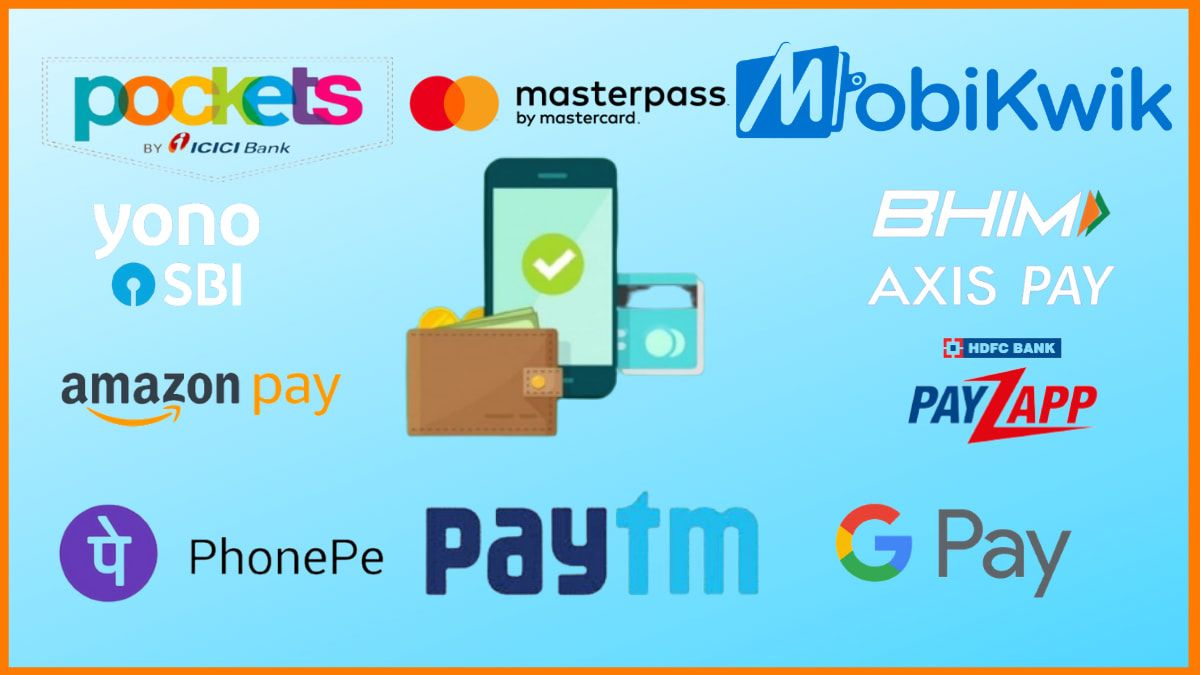 pockets
BY ICICI Bank
masterpass
by mastercard.
MobiKwik
yono
SBI
BHIM
AXIS PAY
HDFC BANK
PAYZAPP
amazon pay
पे PhonePe
paytm
G Pay